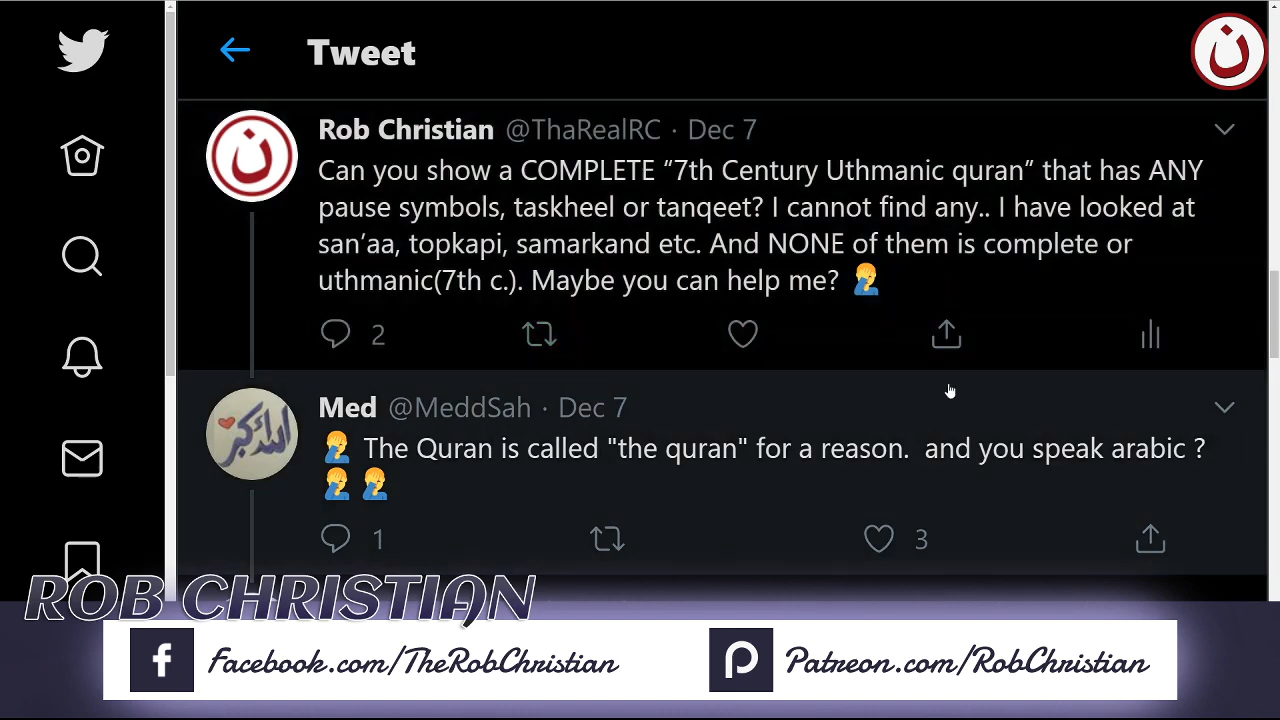 Tweet
ن
Rob Christian @ThaRealRC · Dec 7
ن
Can you show a COMPLETE “7th Century Uthmanic quran” that has ANY
pause symbols, taskheel or tanqeet? I cannot find any.. I have looked at
san’aa, topkapi, samarkand etc. And NONE of them is complete or
uthmanic(7th c.). Maybe you can help me? 🤦‍♂️
2
Med @MeddSah · Dec 7
الله أكبر
🤦‍♂️ The Quran is called "the quran" for a reason. and you speak arabic ?
🤦‍♂️ 🤦‍♂️
1 3
ROB CHRISTIAN
Facebook.com/TheRobChristian Patreon.com/RobChristian